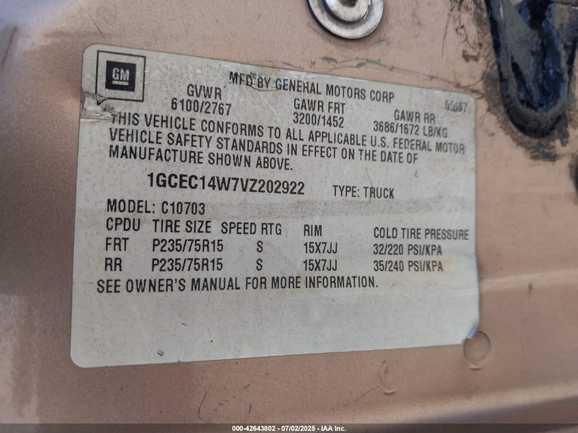 GM
MFD BY GENERAL MOTORS CORP
GVWR GAWR FRT GAWR RR
6100/2767 3200/1452 3686/1672 LB/KG
THIS VEHICLE CONFORMS TO ALL APPLICABLE U.S. FEDERAL MOTOR
VEHICLE SAFETY STANDARDS IN EFFECT ON THE DATE OF
MANUFACTURE SHOWN ABOVE.
1GCEC14W7VZ202922 TYPE: TRUCK
MODEL: C10703
CPDU TIRE SIZE SPEED RTG RIM COLD TIRE PRESSURE
FRT P235/75R15 S 15X7JJ 32/220 PSI/KPA
RR P235/75R15 S 15X7JJ 35/240 PSI/KPA
SEE OWNER'S MANUAL FOR MORE INFORMATION.
000-42643802 - 07/02/2025 - IAA Inc.